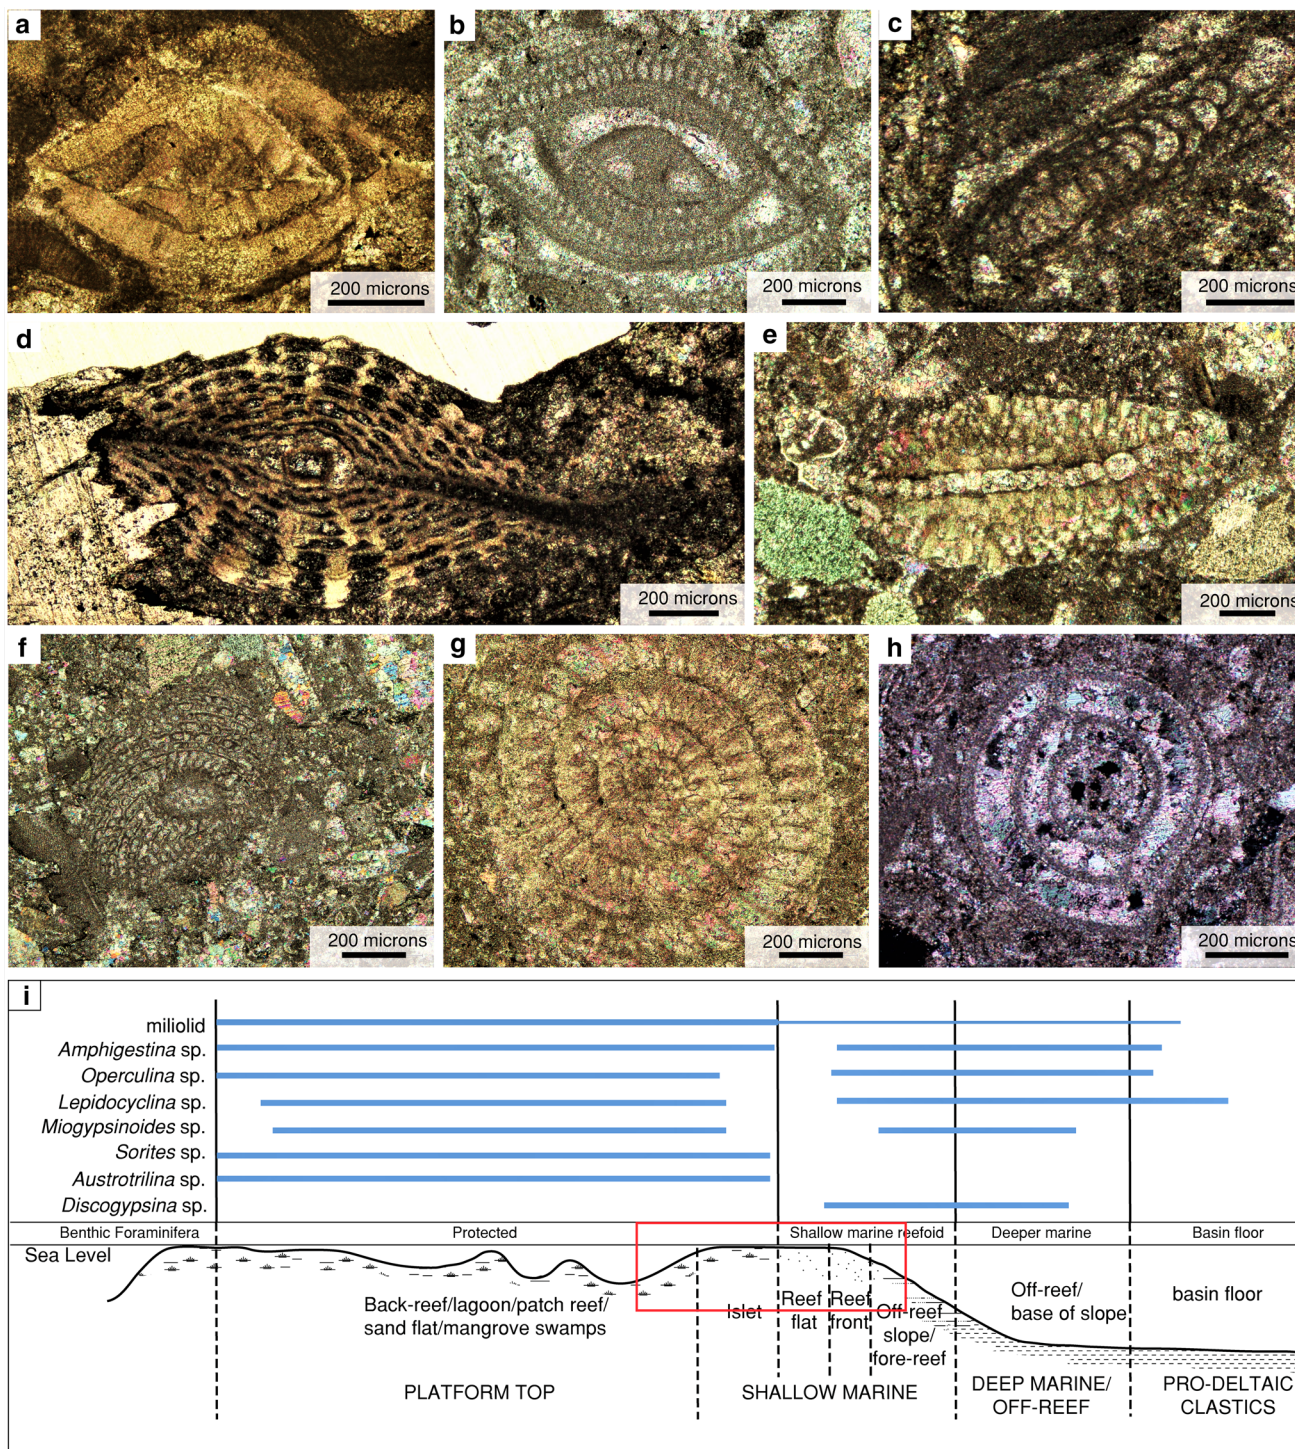 a
b
c
200 microns
200 microns
200 microns
d
e
200 microns
200 microns
f
g
h
200 microns
200 microns
200 microns
i
miliolid
Amphigestina sp.
Operculina sp.
Lepidocyclina sp.
Miogypsinoides sp.
Sorites sp.
Austrotrilina sp.
Discogypsina sp.
Benthic Foraminifera
Protected
Shallow marine reefoid
Deeper marine
Basin floor
Sea Level
Back-reef/lagoon/patch reef/
sand flat/mangrove swamps
Islet
Reef
flat
Reef
front
Off-reef
slope/
fore-reef
Off-reef/
base of slope
basin floor
PLATFORM TOP
SHALLOW MARINE
DEEP MARINE/
OFF-REEF
PRO-DELTAIC
CLASTICS